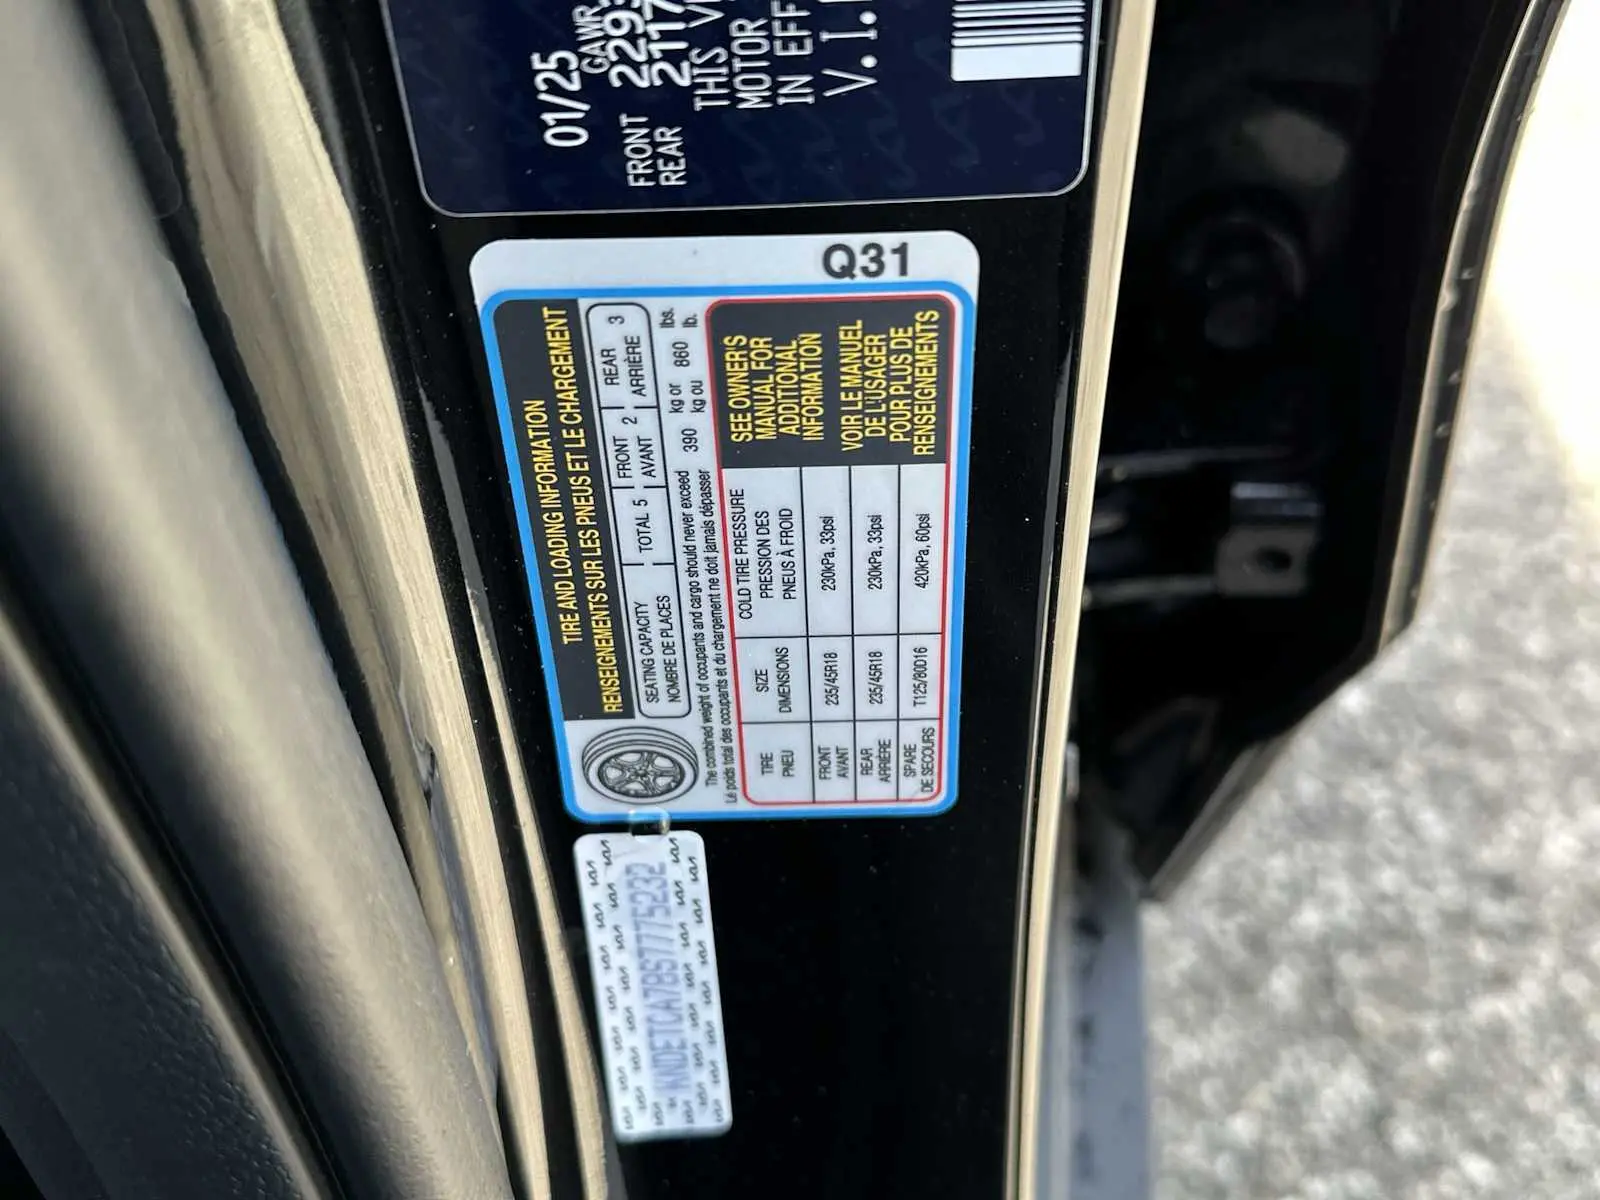 01/25
GAWR
FRONT 229
REAR 2117
THIS V
MOTOR
IN EFF
V.I.
Q31
TIRE AND LOADING INFORMATION
RENSEIGNEMENTS SUR LES PNEUS ET LE CHARGEMENT
SEATING CAPACITY TOTAL 5 FRONT 2 REAR 3
NOMBRE DE PLACES AVANT ARRIÈRE
The combined weight of occupants and cargo should never exceed 390 kg or 860 lbs.
Le poids total des occupants et du chargement ne doit jamais dépasser kg ou lb.
TIRE SIZE COLD TIRE PRESSURE
PNEU DIMENSIONS PRESSION DES
PNEUS À FROID
FRONT 235/45R18 230kPa, 33psi
AVANT
REAR 235/45R18 230kPa, 33psi
ARRIÈRE
SPARE T125/80D16 420kPa, 60psi
DE SECOURS
SEE OWNER'S
MANUAL FOR
ADDITIONAL
INFORMATION
VOIR LE MANUEL
DE L'USAGER
POUR PLUS DE
RENSEIGNEMENTS